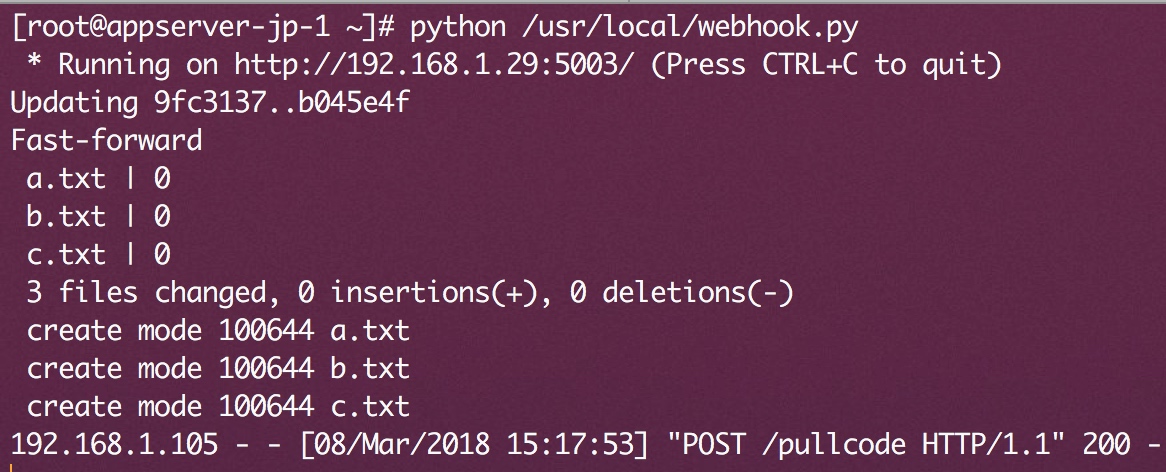 [root@appserver-jp-1 ~]# python /usr/local/webhook.py
 * Running on http://192.168.1.29:5003/ (Press CTRL+C to quit)
Updating 9fc3137..b045e4f
Fast-forward
 a.txt | 0
 b.txt | 0
 c.txt | 0
 3 files changed, 0 insertions(+), 0 deletions(-)
 create mode 100644 a.txt
 create mode 100644 b.txt
 create mode 100644 c.txt
192.168.1.105 - - [08/Mar/2018 15:17:53] "POST /pullcode HTTP/1.1" 200 -